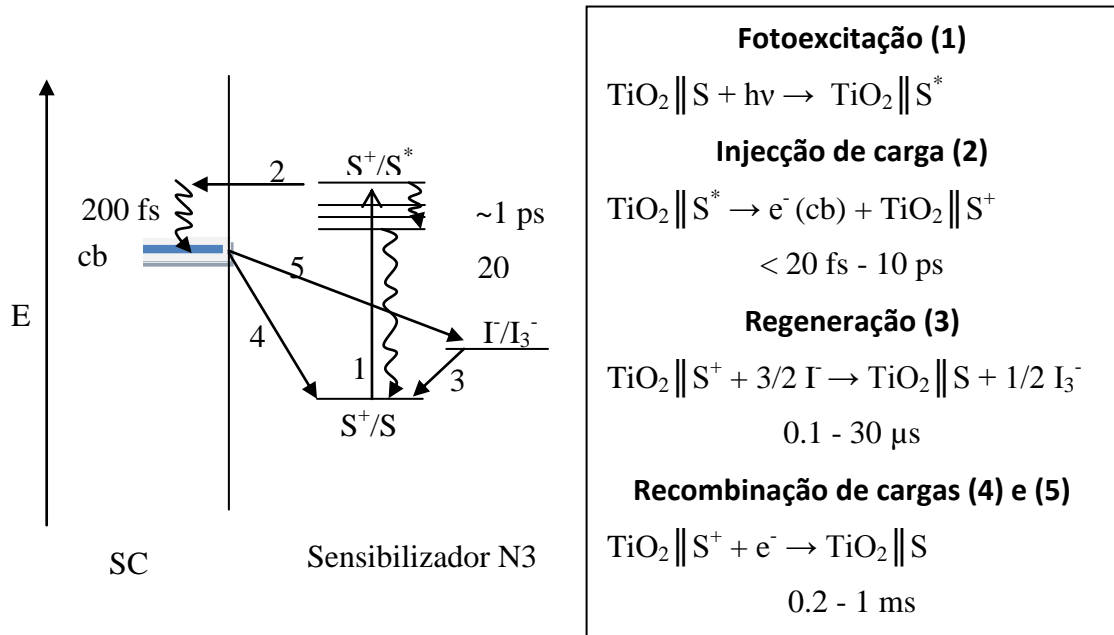 S⁺/S*
2
200 fs
~1 ps
cb
5
20
E
I⁻/I₃⁻
4
1
3
S⁺/S
SC
Sensibilizador N3
Fotoexcitação (1)
TiO₂‖S + hν → TiO₂‖S*
Injecção de carga (2)
TiO₂‖S* → e⁻ (cb) + TiO₂‖S⁺
< 20 fs - 10 ps
Regeneração (3)
TiO₂‖S⁺ + 3/2 I⁻ → TiO₂‖S + 1/2 I₃⁻
0.1 - 30 µs
Recombinação de cargas (4) e (5)
TiO₂‖S⁺ + e⁻ → TiO₂‖S
0.2 - 1 ms